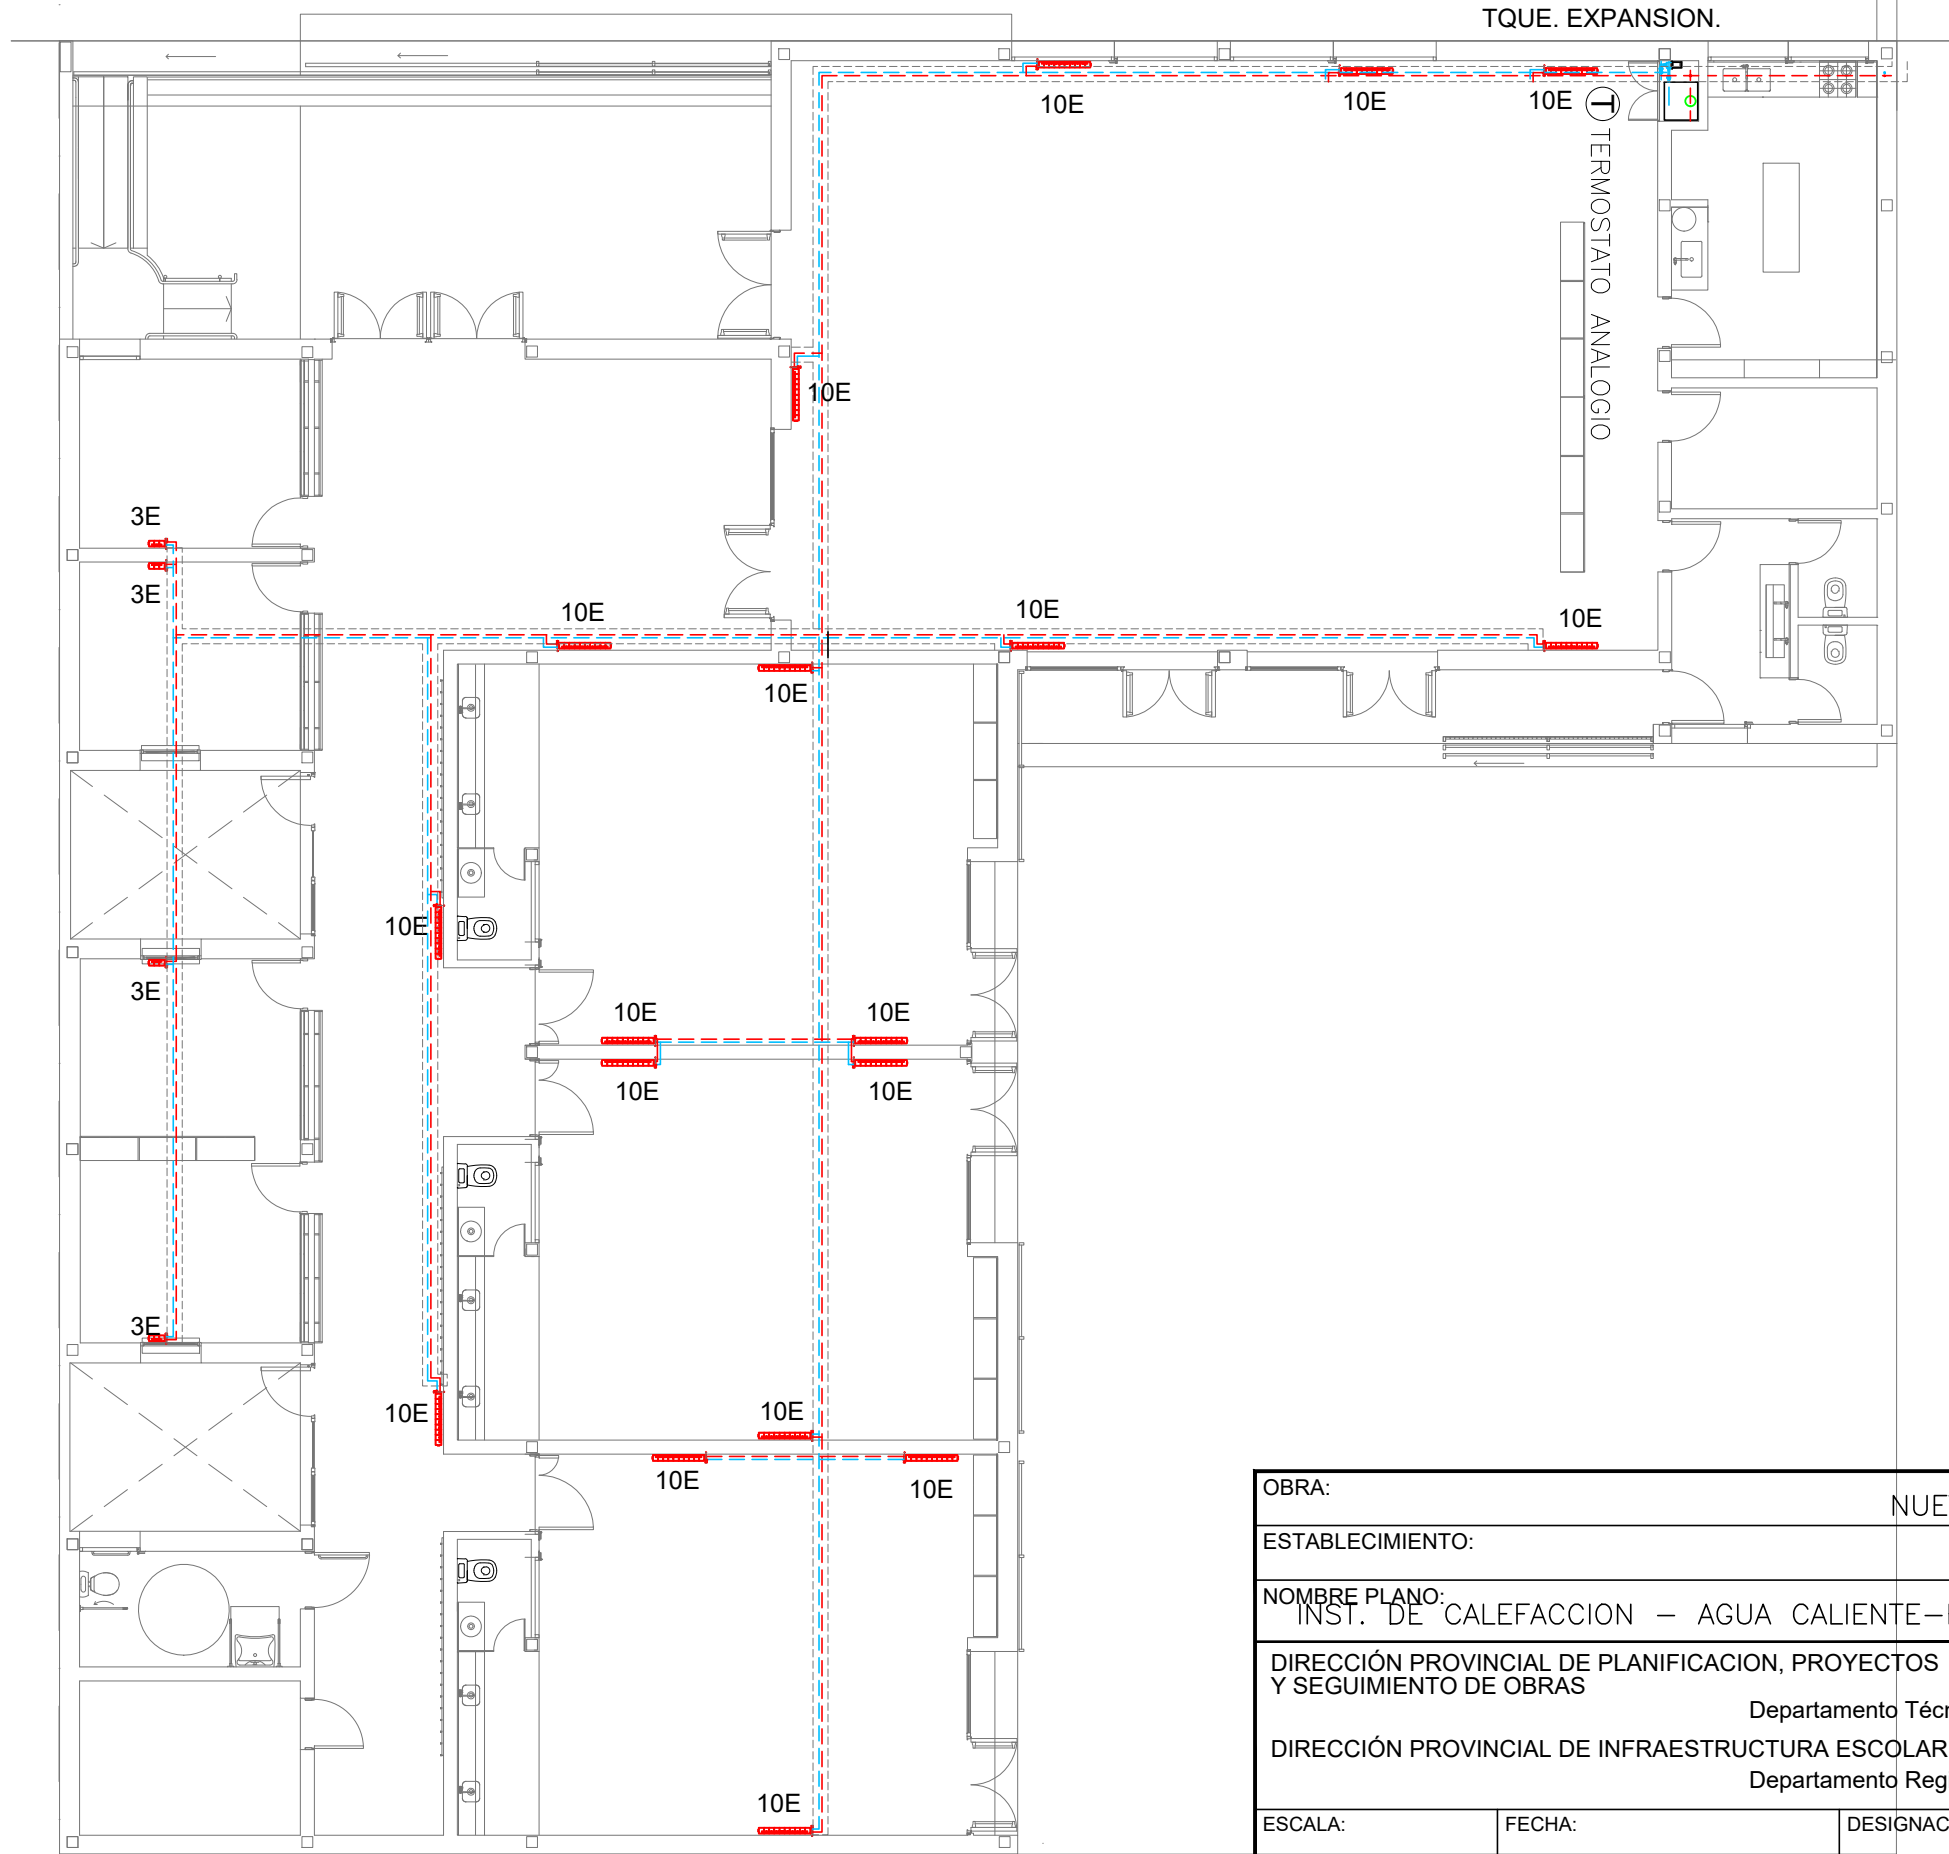 TQUE. EXPANSION.
10E
10E
10E
T
TERMOSTATO ANALOGIO
10E
3E
3E
10E
10E
10E
10E
10E
3E
10E
10E
10E
10E
3E
10E
10E
10E
10E
10E
OBRA:
NUE
ESTABLECIMIENTO:
NOMBRE PLANO:
INST. DE CALEFACCION – AGUA CALIENTE–
DIRECCIÓN PROVINCIAL DE PLANIFICACION, PROYECTOS
Y SEGUIMIENTO DE OBRAS
Departamento Técn
DIRECCIÓN PROVINCIAL DE INFRAESTRUCTURA ESCOLAR
Departamento Reg
ESCALA:
FECHA:
DESIGNAC